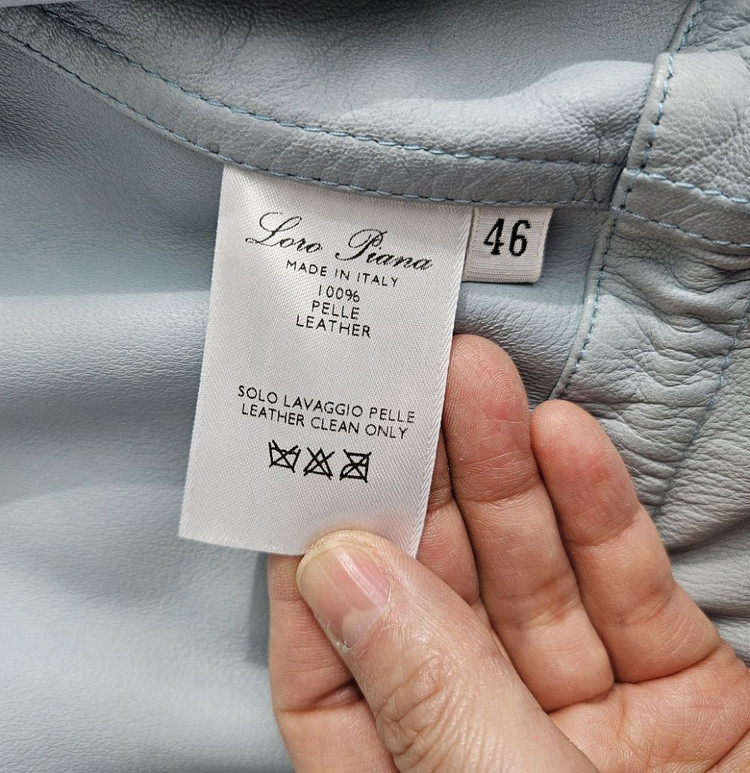 Loro Piana
MADE IN ITALY
100%
PELLE
LEATHER
SOLO LAVAGGIO PELLE
LEATHER CLEAN ONLY
46